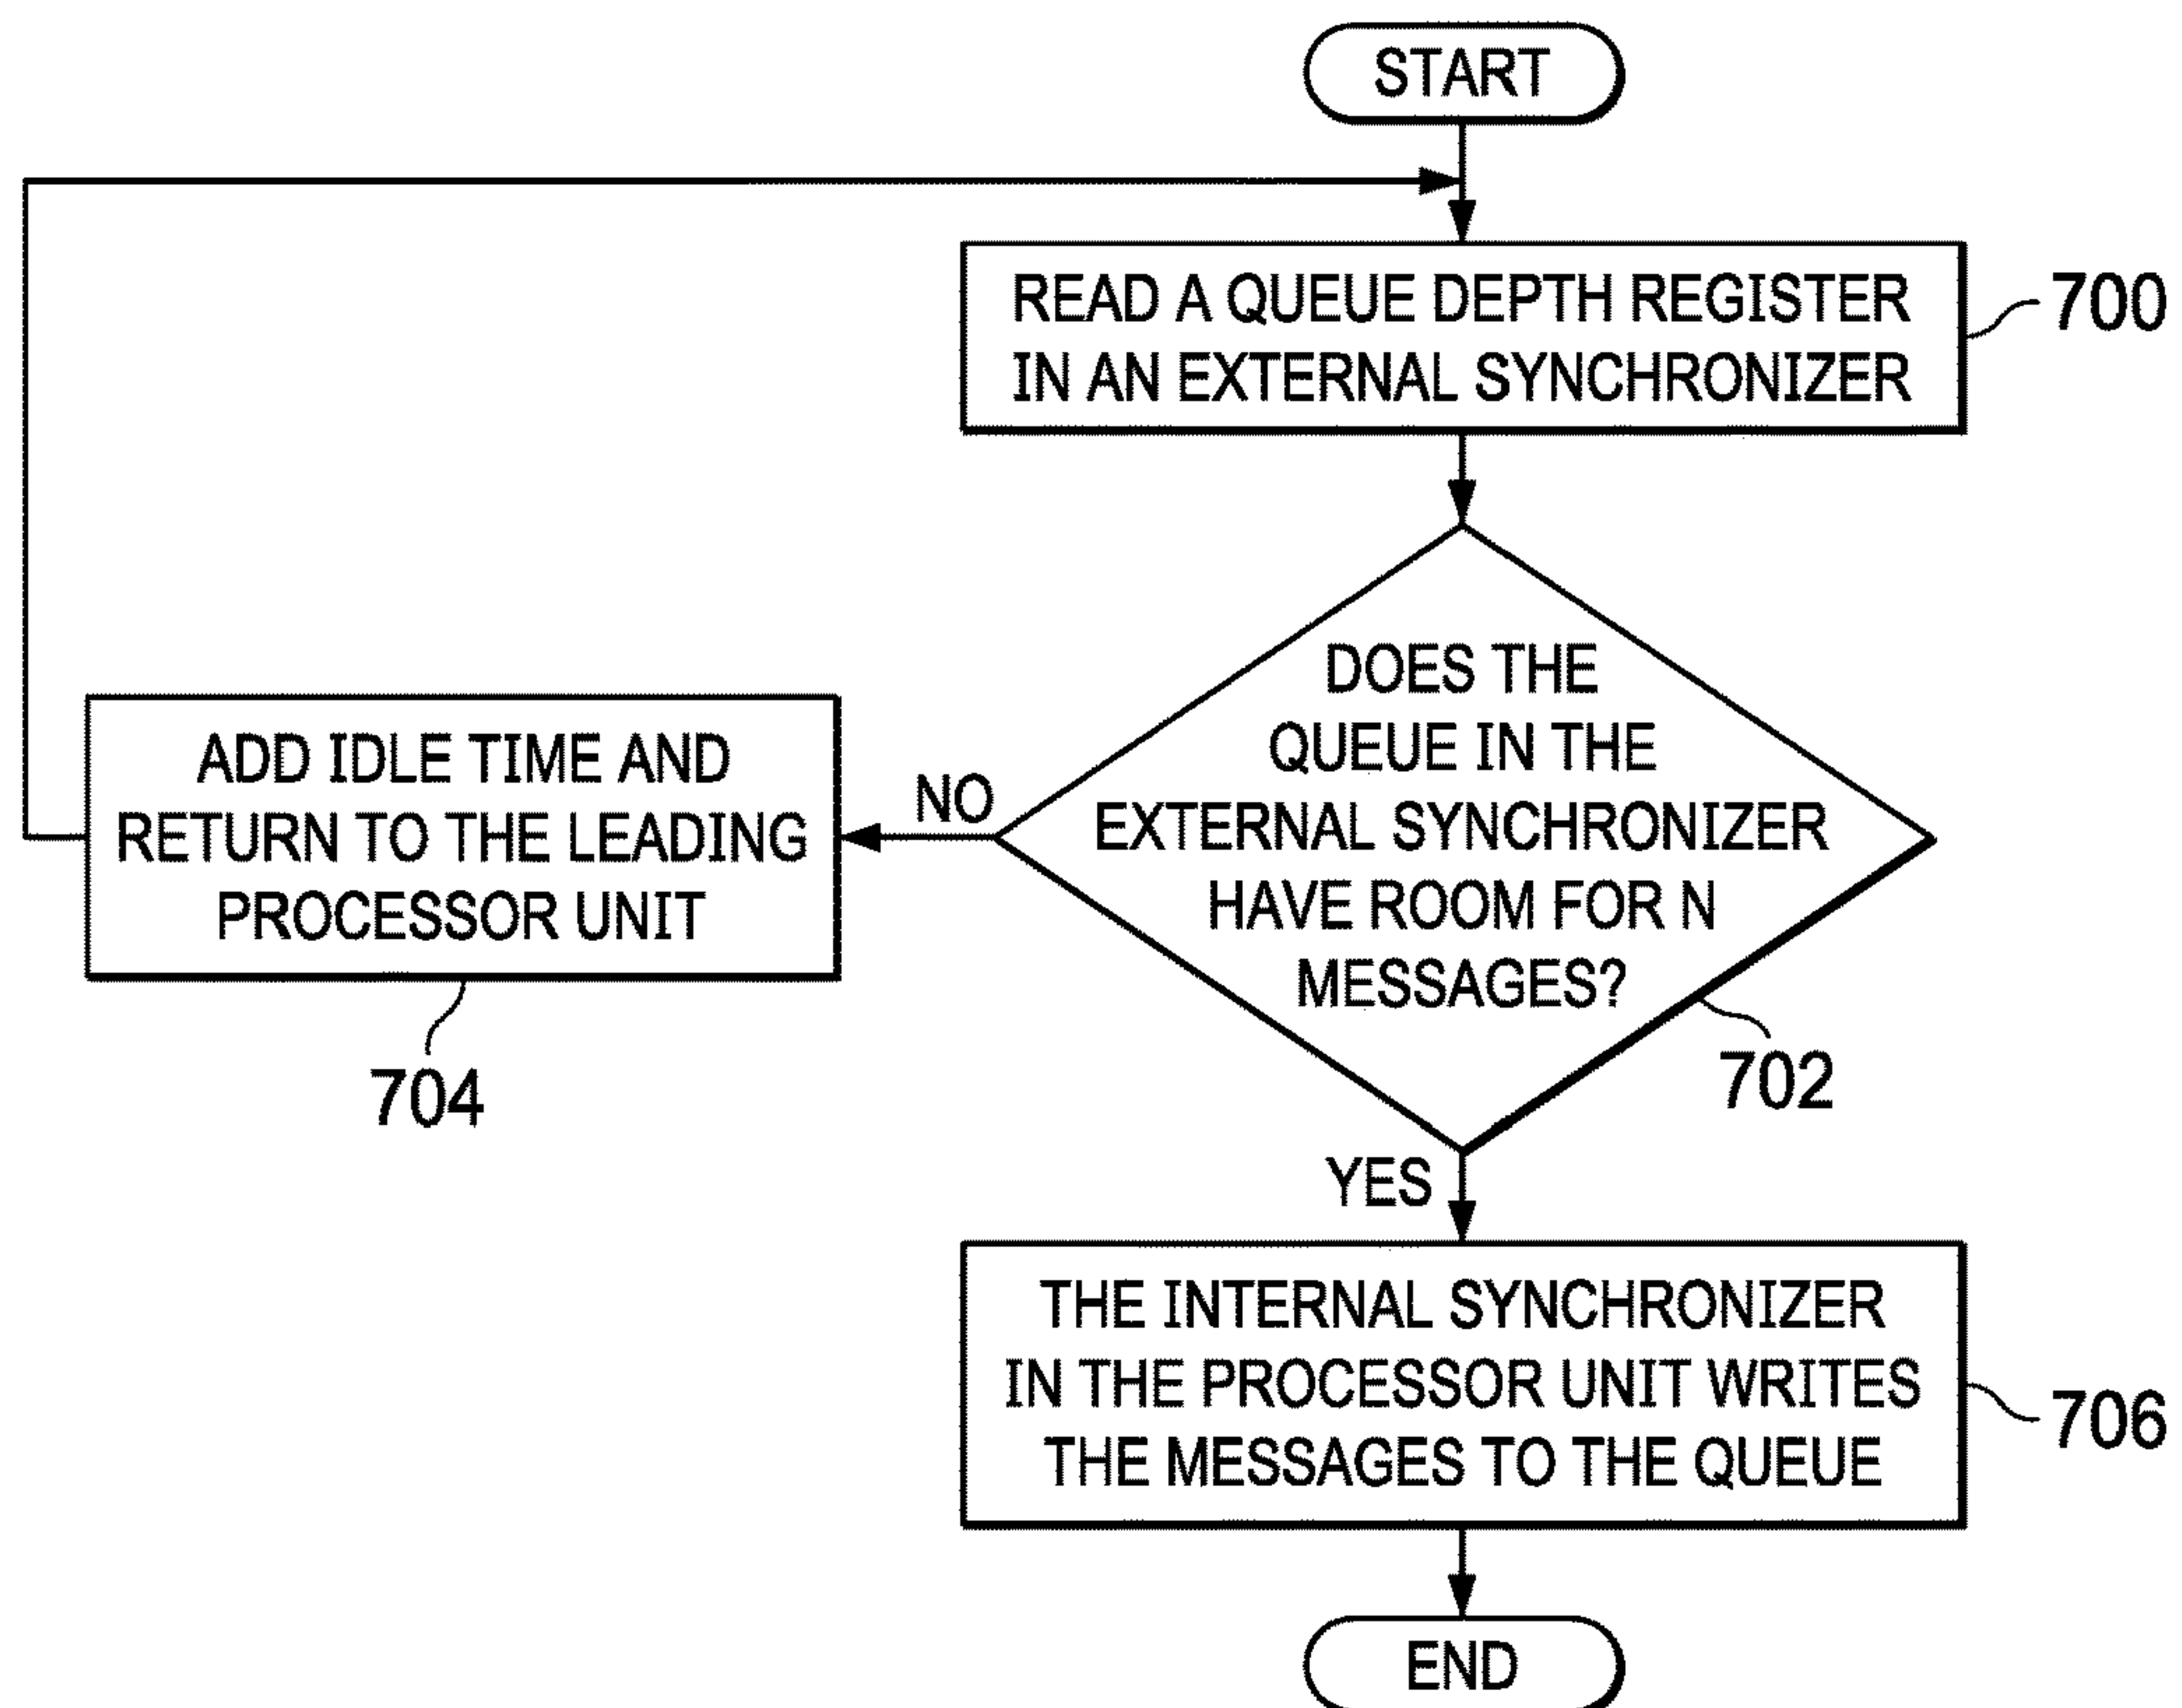 START
READ A QUEUE DEPTH REGISTER
IN AN EXTERNAL SYNCHRONIZER
700
DOES THE
QUEUE IN THE
EXTERNAL SYNCHRONIZER
HAVE ROOM FOR N
MESSAGES?
702
NO
ADD IDLE TIME AND
RETURN TO THE LEADING
PROCESSOR UNIT
704
YES
THE INTERNAL SYNCHRONIZER
IN THE PROCESSOR UNIT WRITES
THE MESSAGES TO THE QUEUE
706
END